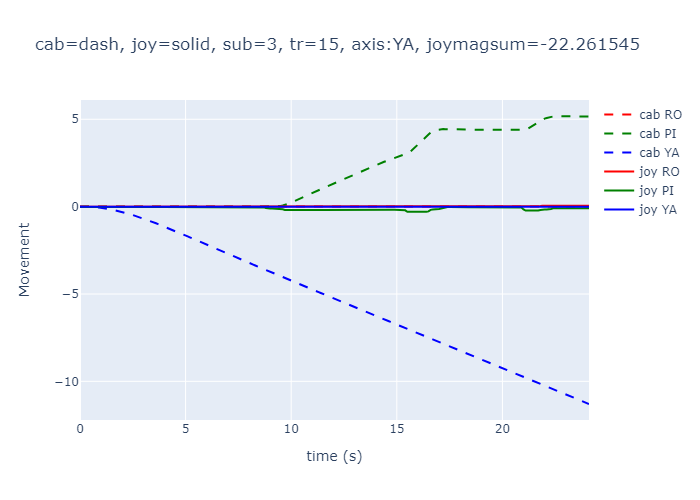 cab=dash, joy=solid, sub=3, tr=15, axis:YA, joymagsum=-22.261545
5
0
−5
−10
Movement
0
5
10
15
20
time (s)
cab RO
cab PI
cab YA
joy RO
joy PI
joy YA